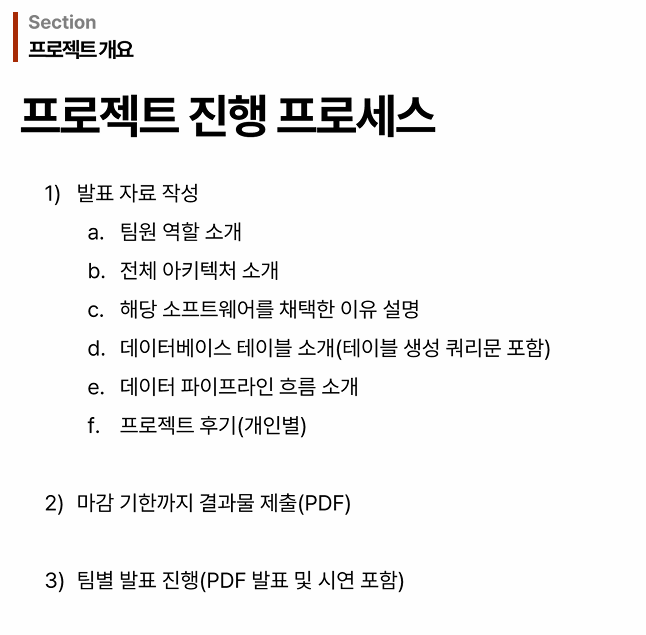 Section
프로젝트 개요
프로젝트 진행 프로세스
1) 발표 자료 작성
a. 팀원 역할 소개
b. 전체 아키텍처 소개
c. 해당 소프트웨어를 채택한 이유 설명
d. 데이터베이스 테이블 소개(테이블 생성 쿼리문 포함)
e. 데이터 파이프라인 흐름 소개
f. 프로젝트 후기(개인별)
2) 마감 기한까지 결과물 제출(PDF)
3) 팀별 발표 진행(PDF 발표 및 시연 포함)